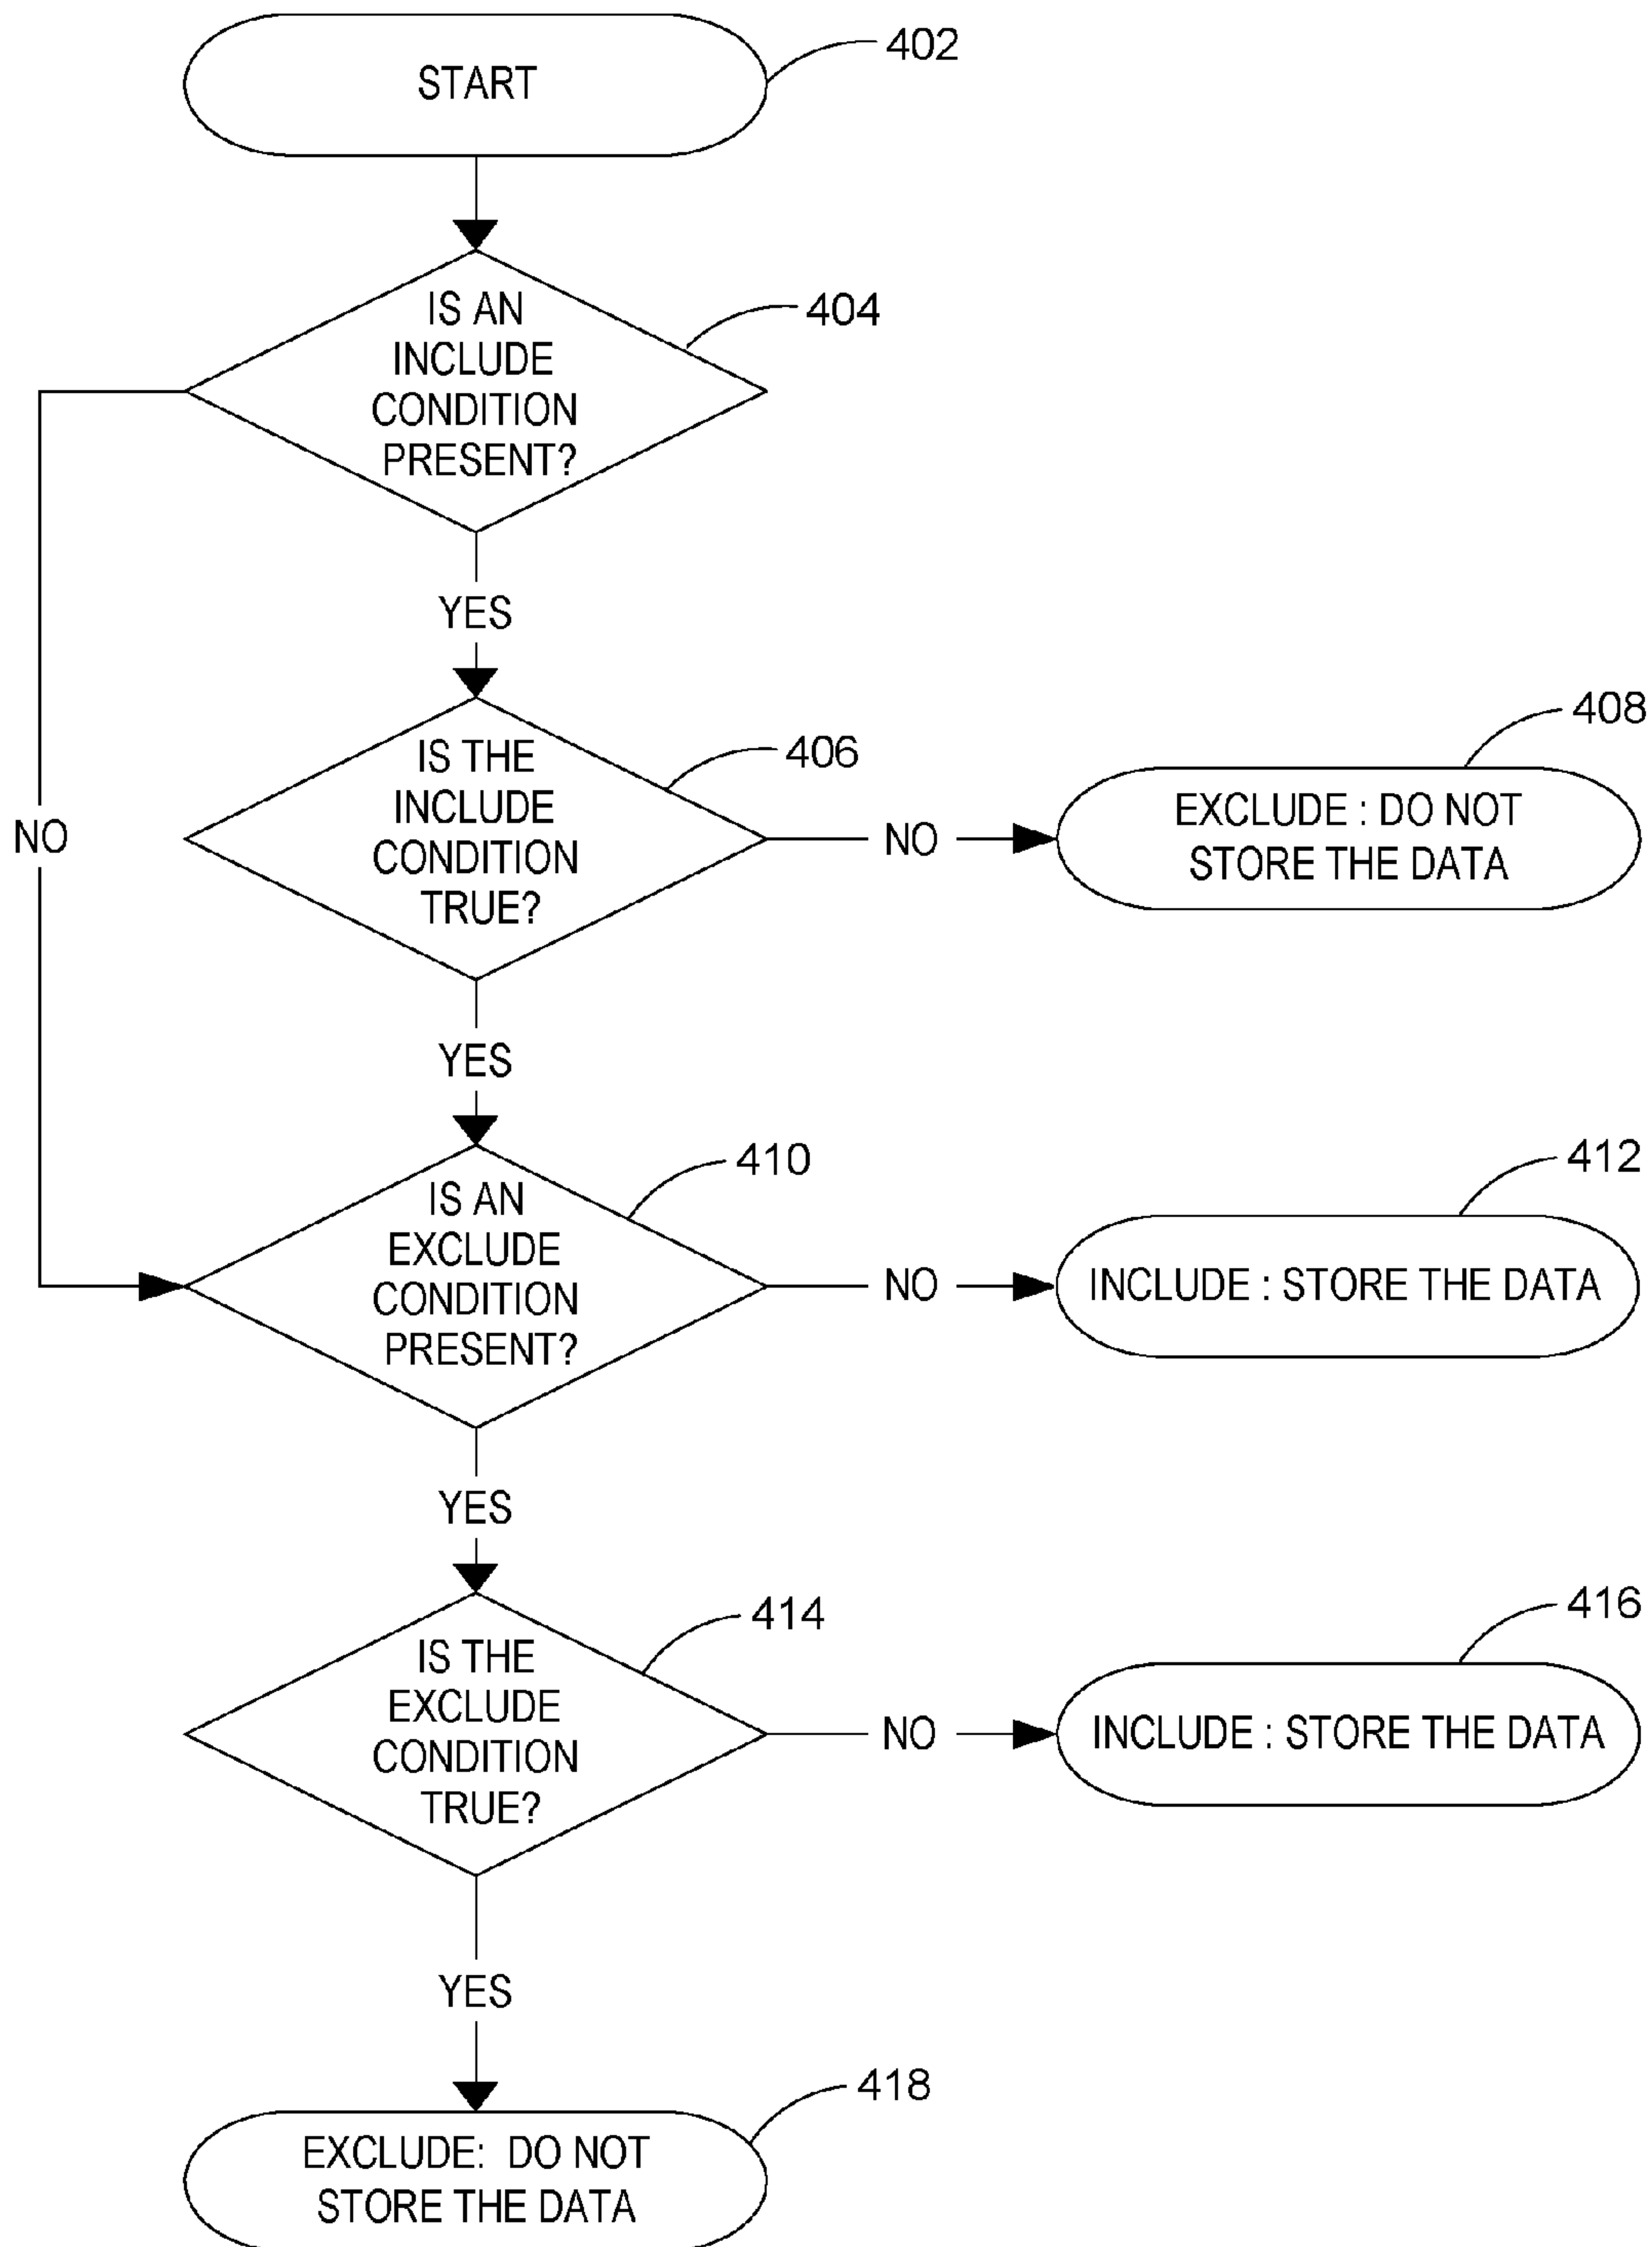 START
402
IS AN
INCLUDE
CONDITION
PRESENT?
404
YES
IS THE
INCLUDE
CONDITION
TRUE?
406
NO
NO
EXCLUDE : DO NOT
STORE THE DATA
408
YES
IS AN
EXCLUDE
CONDITION
PRESENT?
410
NO
INCLUDE : STORE THE DATA
412
YES
IS THE
EXCLUDE
CONDITION
TRUE?
414
NO
INCLUDE : STORE THE DATA
416
YES
EXCLUDE: DO NOT
STORE THE DATA
418